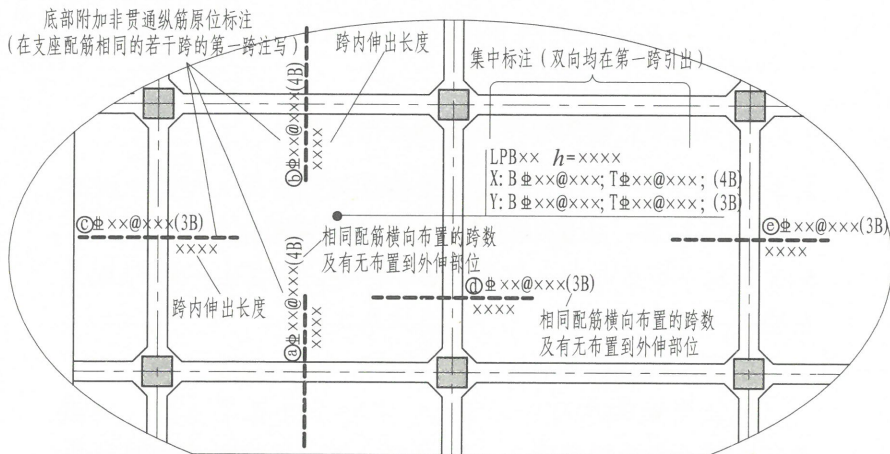 底部附加非贯通纵筋原位标注
(在支座配筋相同的若干跨的第一跨注写)
跨内伸出长度
集中标注(双向均在第一跨引出)
ⓑ⏀××@×××(4B)
××××
LPB×× h=××××
X: B⏀××@×××; T⏀××@×××; (4B)
Y: B⏀××@×××; T⏀××@×××; (3B)
ⓒ⏀××@×××(3B)
××××
ⓔ⏀××@×××(3B)
××××
相同配筋横向布置的跨数
及有无布置到外伸部位
跨内伸出长度
ⓐ⏀××@×××(4B)
××××
ⓓ⏀××@×××(3B)
××××
相同配筋横向布置的跨数
及有无布置到外伸部位